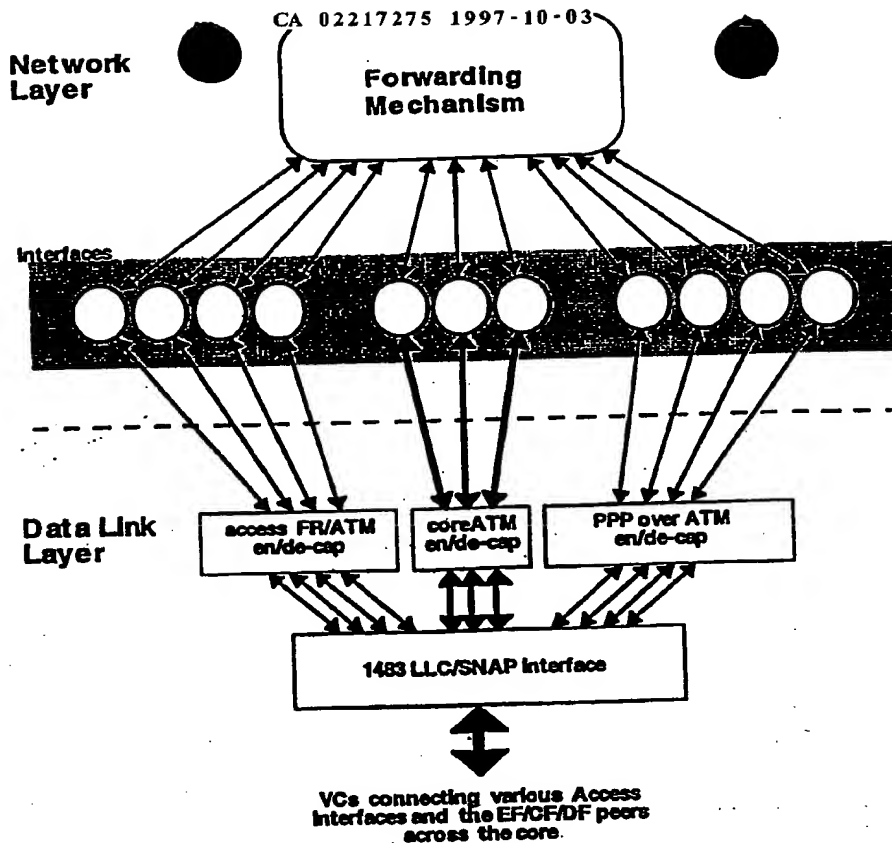 CA 02217275 1997-10-03
Network
Layer
Forwarding
Mechanism
Interfaces
Data Link
Layer
access FR/ATM
en/de-cap
coreATM
en/de-cap
PPP over ATM
en/de-cap
1483 LLC/SNAP Interface
VCs connecting various Access
Interfaces and the EF/CF/DF peers
across the core.